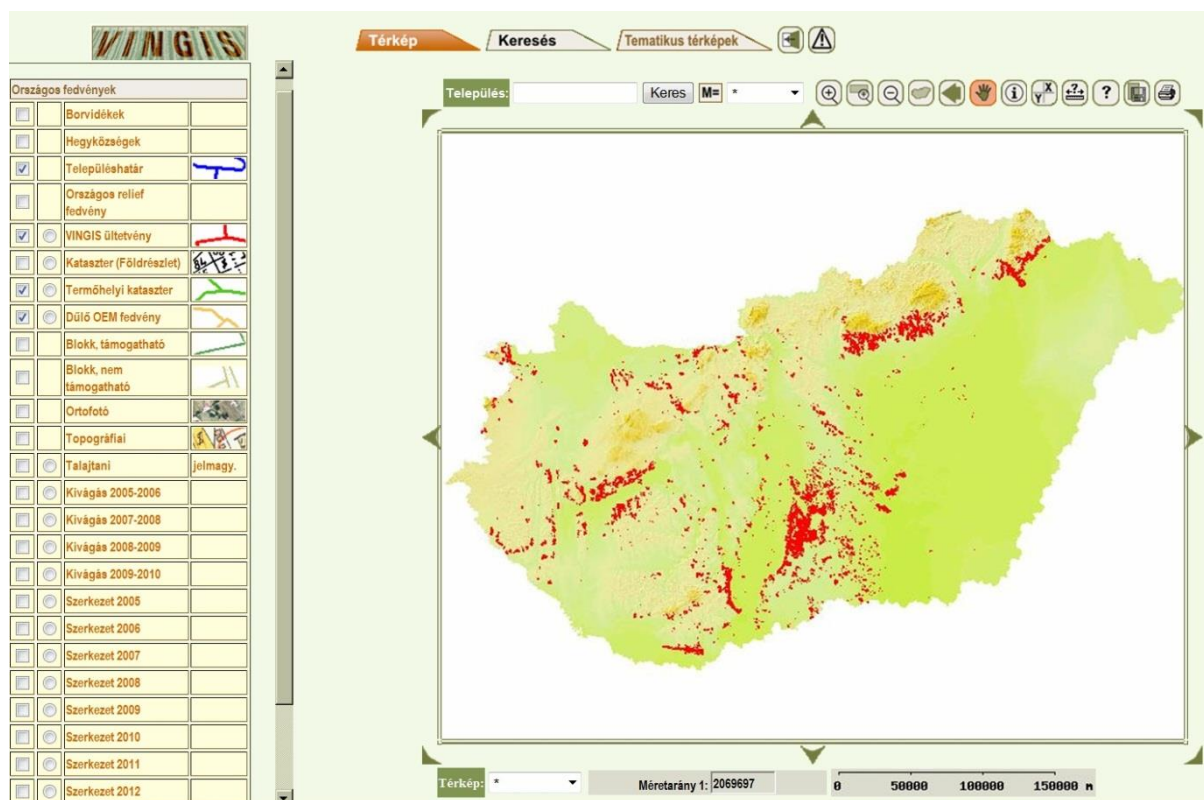 VINGIS
Térkép
Keresés
Tematikus térképek
Országos fedvények
Borvidékek
Hegyközségek
Településhatár
Országos relief
fedvény
VINGIS ültetvény
Kataszter (Földrészlet)
Termőhelyi kataszter
Dűlő OEM fedvény
Blokk, támogatható
Blokk, nem
támogatható
Ortofotó
Topográfiai
Talajtani jelmagy.
Kivágás 2005-2006
Kivágás 2007-2008
Kivágás 2008-2009
Kivágás 2009-2010
Szerkezet 2005
Szerkezet 2006
Szerkezet 2007
Szerkezet 2008
Szerkezet 2009
Szerkezet 2010
Szerkezet 2011
Szerkezet 2012
Település: Keres M= *
Térkép: * Méretarány 1: 2069697 0 50000 100000 150000 m